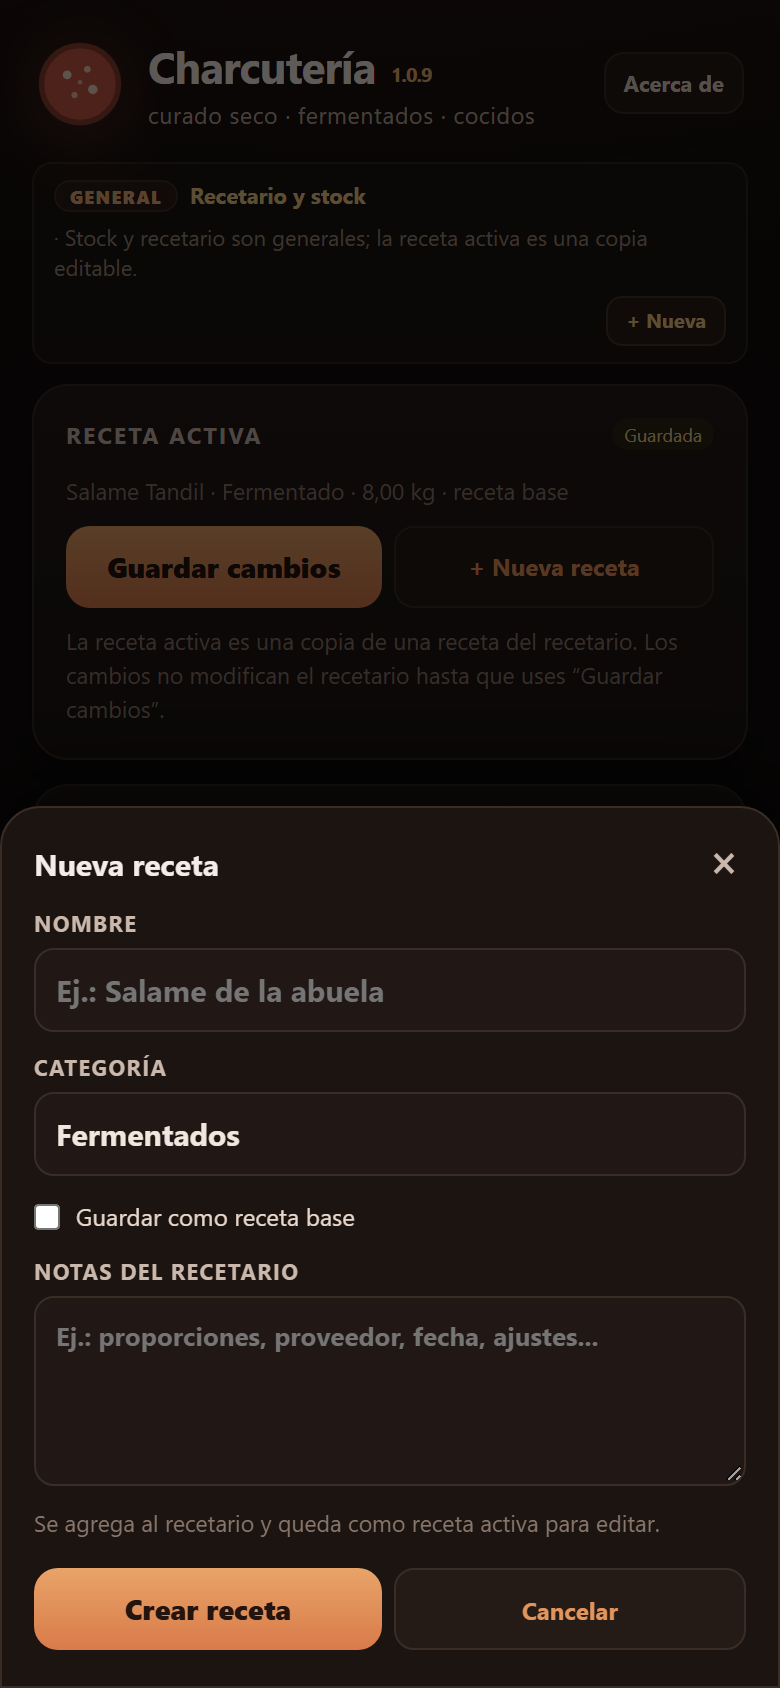 Charcutería 1.0.9
Acerca de
curado seco · fermentados · cocidos
GENERAL Recetario y stock
· Stock y recetario son generales; la receta activa es una copia
editable.
+ Nueva
RECETA ACTIVA
Guardada
Salame Tandil · Fermentado · 8,00 kg · receta base
Guardar cambios
+ Nueva receta
La receta activa es una copia de una receta del recetario. Los
cambios no modifican el recetario hasta que uses “Guardar
cambios”.
Nueva receta
NOMBRE
Ej.: Salame de la abuela
CATEGORÍA
Fermentados
Guardar como receta base
NOTAS DEL RECETARIO
Ej.: proporciones, proveedor, fecha, ajustes...
Se agrega al recetario y queda como receta activa para editar.
Crear receta
Cancelar